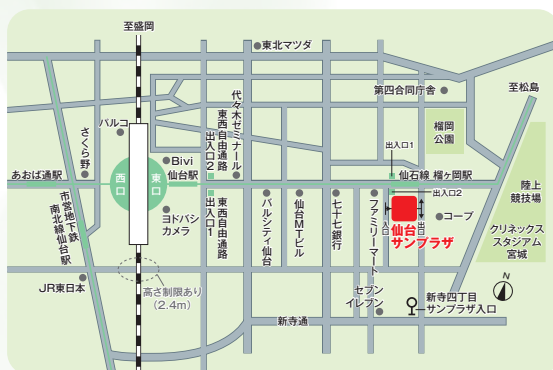 至盛岡
東北マツダ
第四合同庁舎
至松島
代々木ゼミナール
東西自由通路
出入口2
パルコ
さくら野
榴岡
公園
出入口1
Bivi
あおば通駅
西口
東口
仙台駅
仙石線 榴ヶ岡駅
出入口2
陸上
競技場
市営地下鉄
南北線仙台駅
ヨドバシ
カメラ
出入口1
東西自由通路
パルシティ仙台
仙台MTビル
七十七銀行
ファミリーマート
入口
出口
コープ
仙台
サンプラザ
クリネックス
スタジアム
宮城
JR東日本
高さ制限あり
(2.4m)
セブン
イレブン
新寺四丁目
サンプラザ入口
N
新寺通